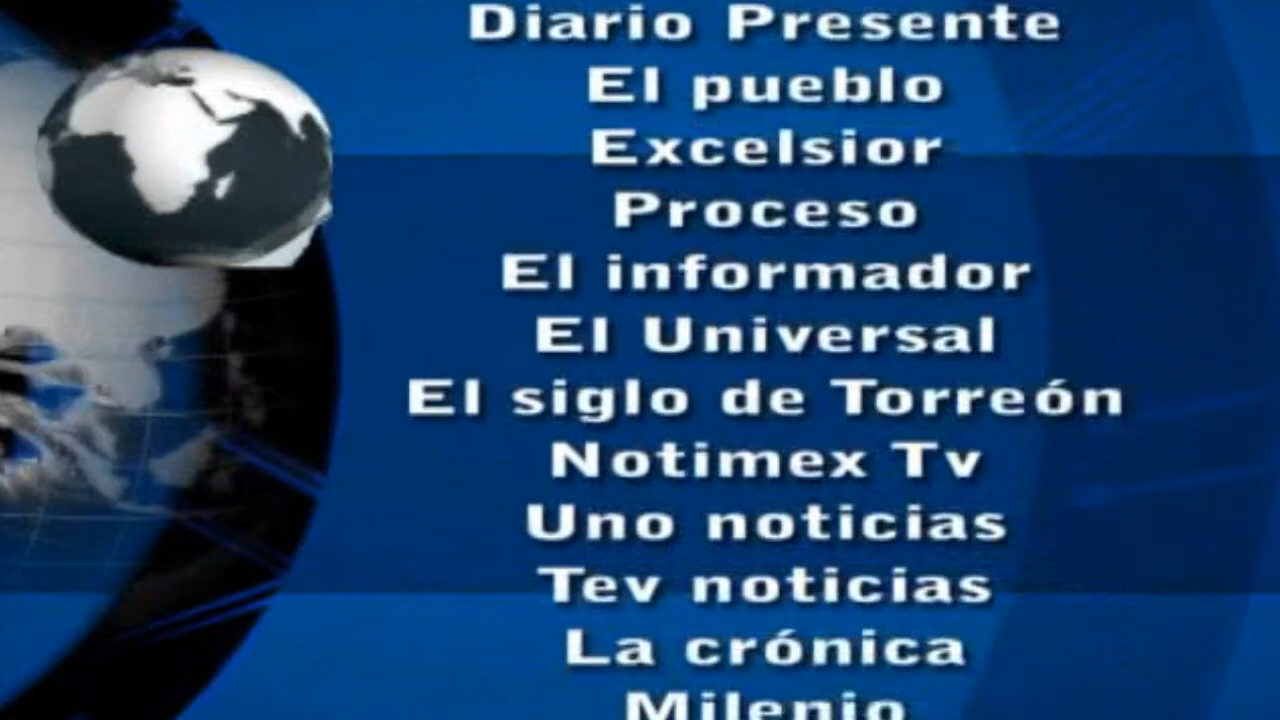 Diario Presente
El pueblo
Excelsior
Proceso
El informador
El Universal
El siglo de Torreón
Notimex Tv
Uno noticias
Tev noticias
La crónica
Milenio